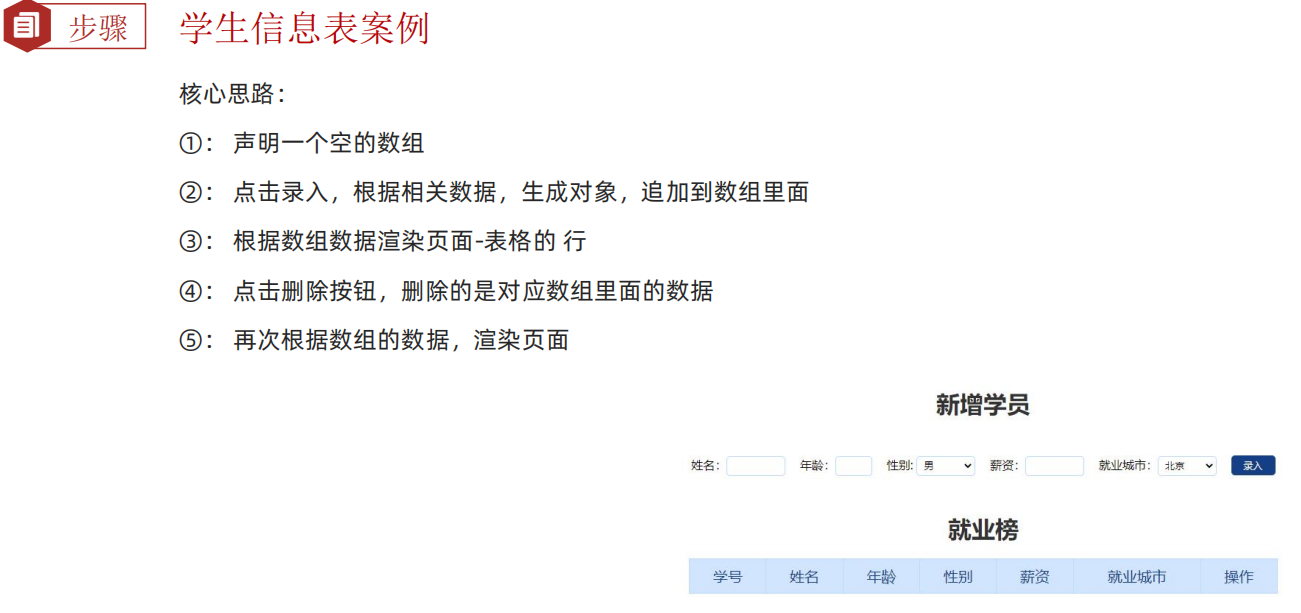 步骤 学生信息表案例
核心思路：
①： 声明一个空的数组
②： 点击录入，根据相关数据，生成对象，追加到数组里面
③： 根据数组数据渲染页面-表格的 行
④： 点击删除按钮，删除的是对应数组里面的数据
⑤： 再次根据数组的数据，渲染页面
新增学员
姓名： 年龄： 性别: 男 薪资： 就业城市： 北京 录入
就业榜
学号 姓名 年龄 性别 薪资 就业城市 操作